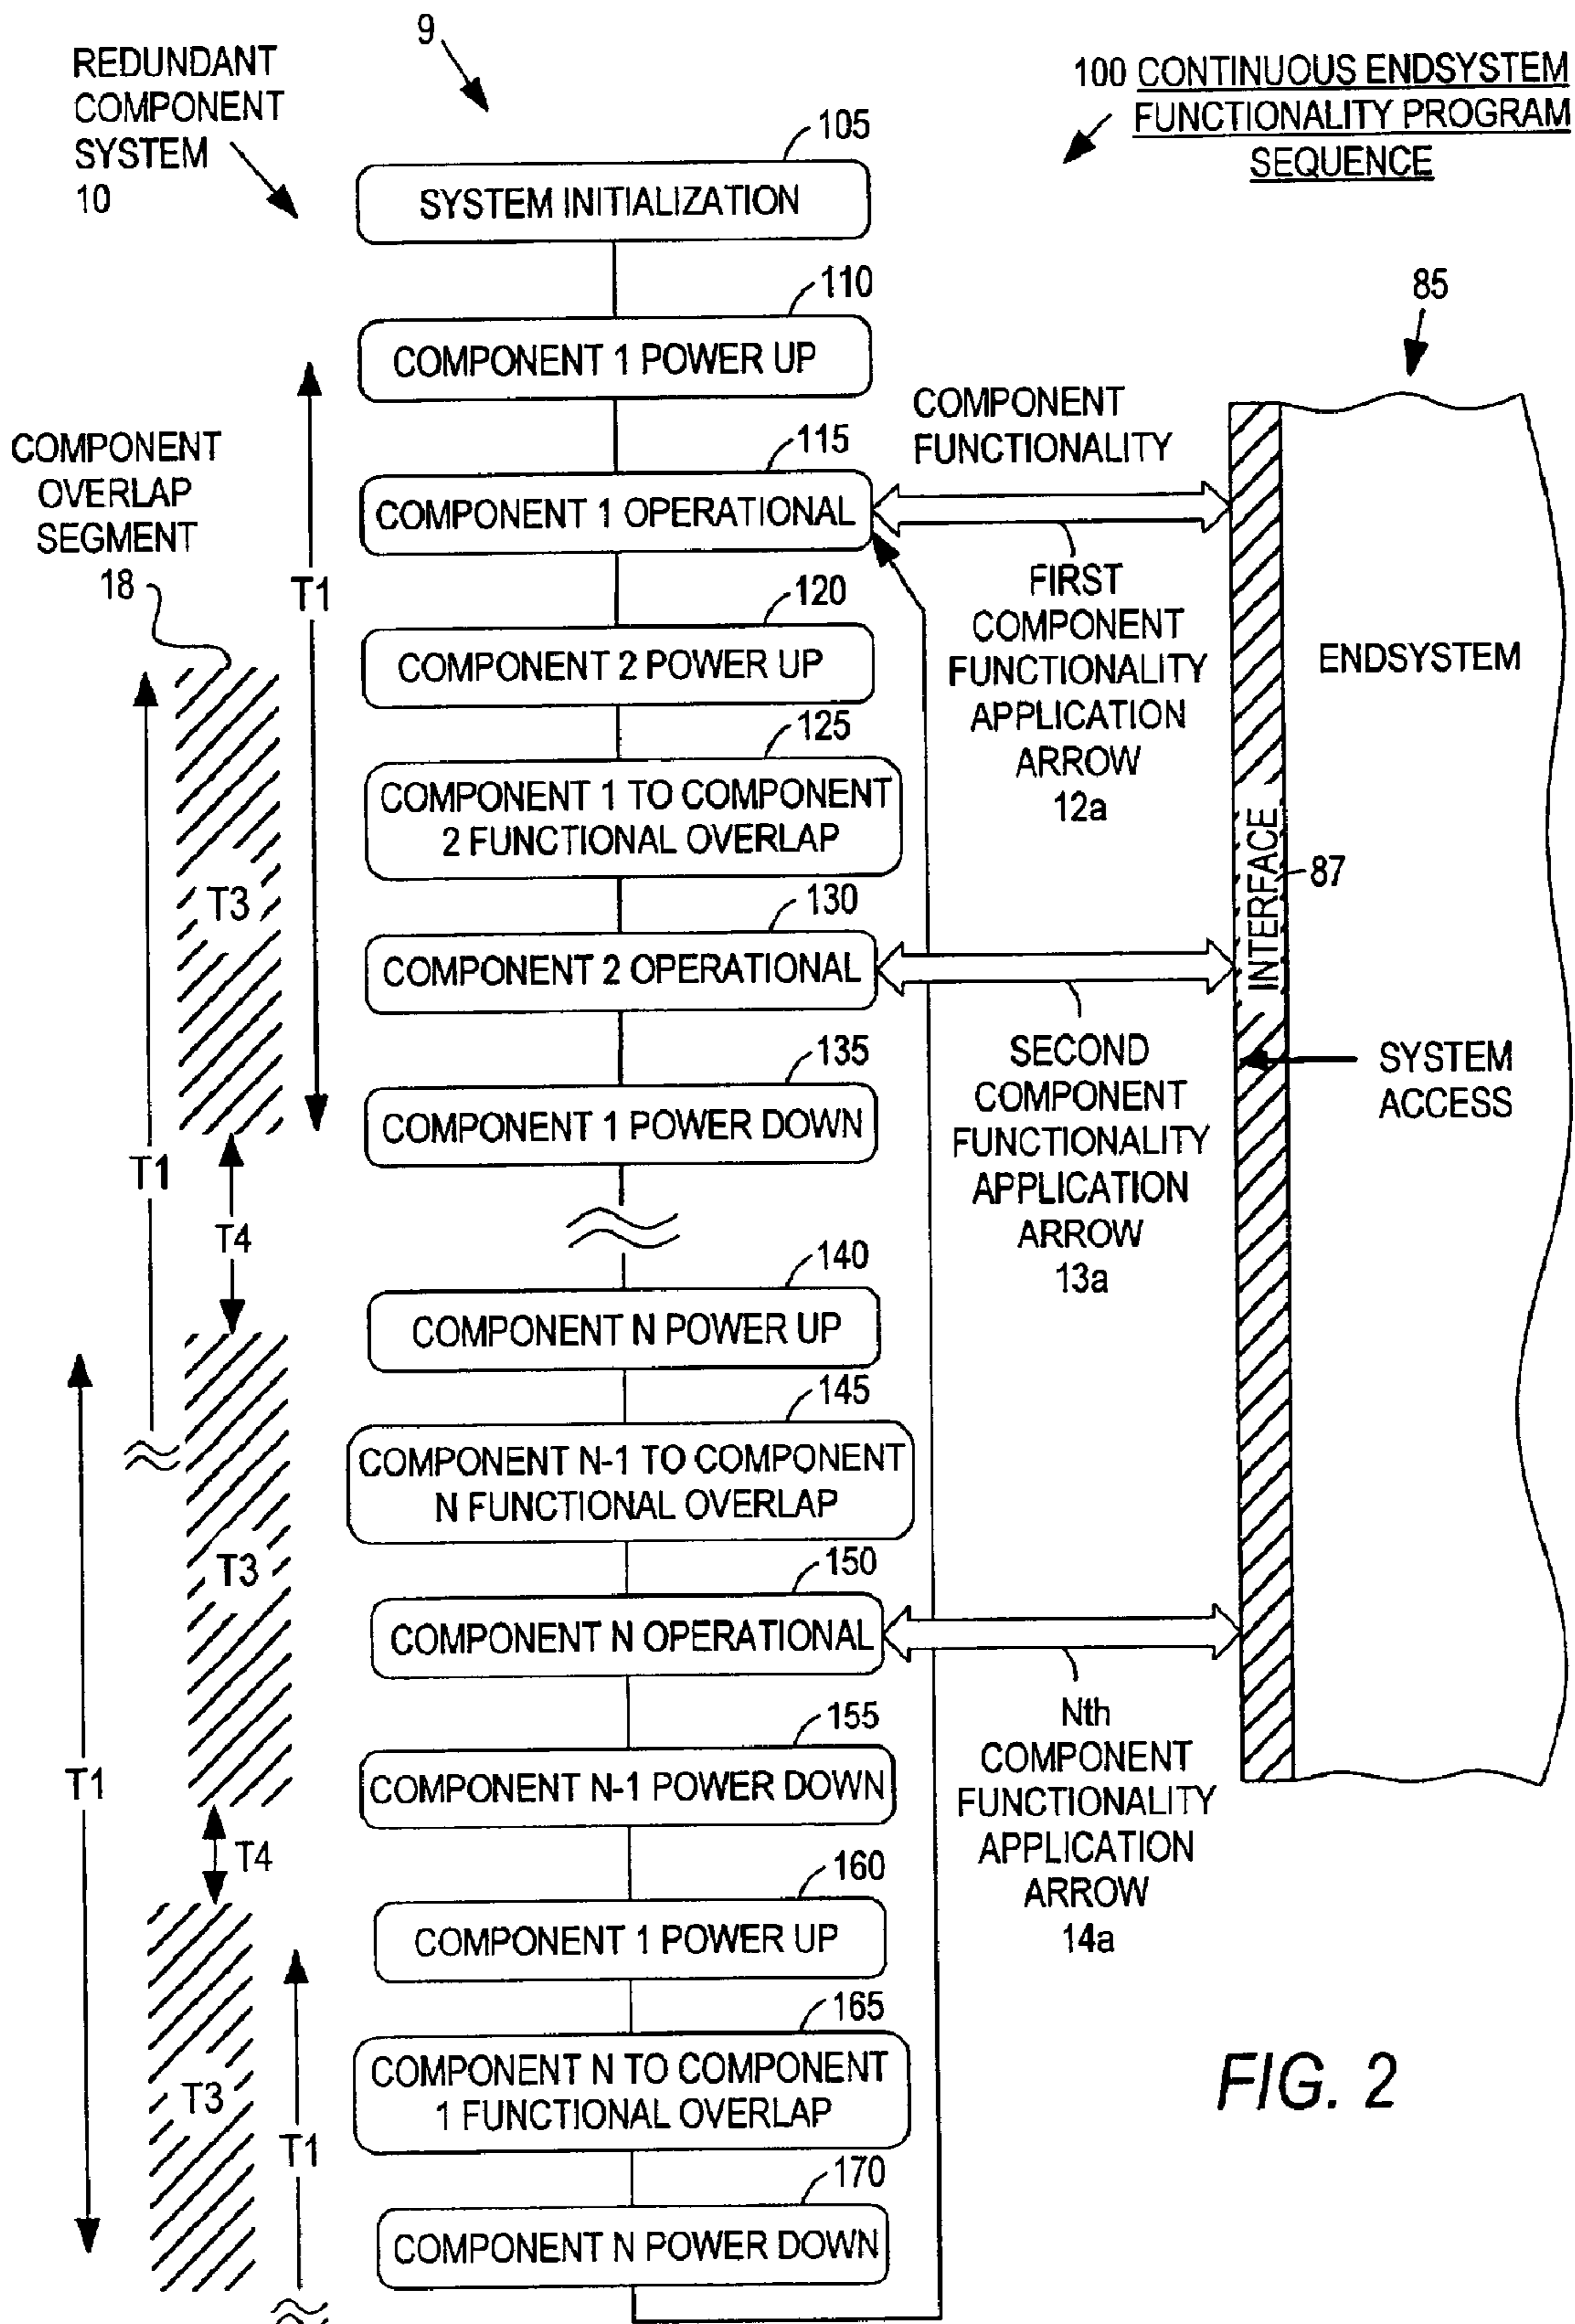 9
REDUNDANT
COMPONENT
SYSTEM
10
100 CONTINUOUS ENDSYSTEM
FUNCTIONALITY PROGRAM
SEQUENCE
105
SYSTEM INITIALIZATION
110
COMPONENT 1 POWER UP
85
COMPONENT
FUNCTIONALITY
COMPONENT
OVERLAP
SEGMENT
18
115
COMPONENT 1 OPERATIONAL
T1
FIRST
COMPONENT
FUNCTIONALITY
APPLICATION
ARROW
12a
120
COMPONENT 2 POWER UP
ENDSYSTEM
125
COMPONENT 1 TO COMPONENT
2 FUNCTIONAL OVERLAP
INTERFACE
87
T3
130
COMPONENT 2 OPERATIONAL
SECOND
COMPONENT
FUNCTIONALITY
APPLICATION
ARROW
13a
SYSTEM
ACCESS
135
COMPONENT 1 POWER DOWN
T1
T4
140
COMPONENT N POWER UP
145
COMPONENT N-1 TO COMPONENT
N FUNCTIONAL OVERLAP
T3
150
COMPONENT N OPERATIONAL
Nth
COMPONENT
FUNCTIONALITY
APPLICATION
ARROW
14a
155
COMPONENT N-1 POWER DOWN
T1
T4
160
COMPONENT 1 POWER UP
165
COMPONENT N TO COMPONENT
1 FUNCTIONAL OVERLAP
T3
T1
170
COMPONENT N POWER DOWN
FIG. 2